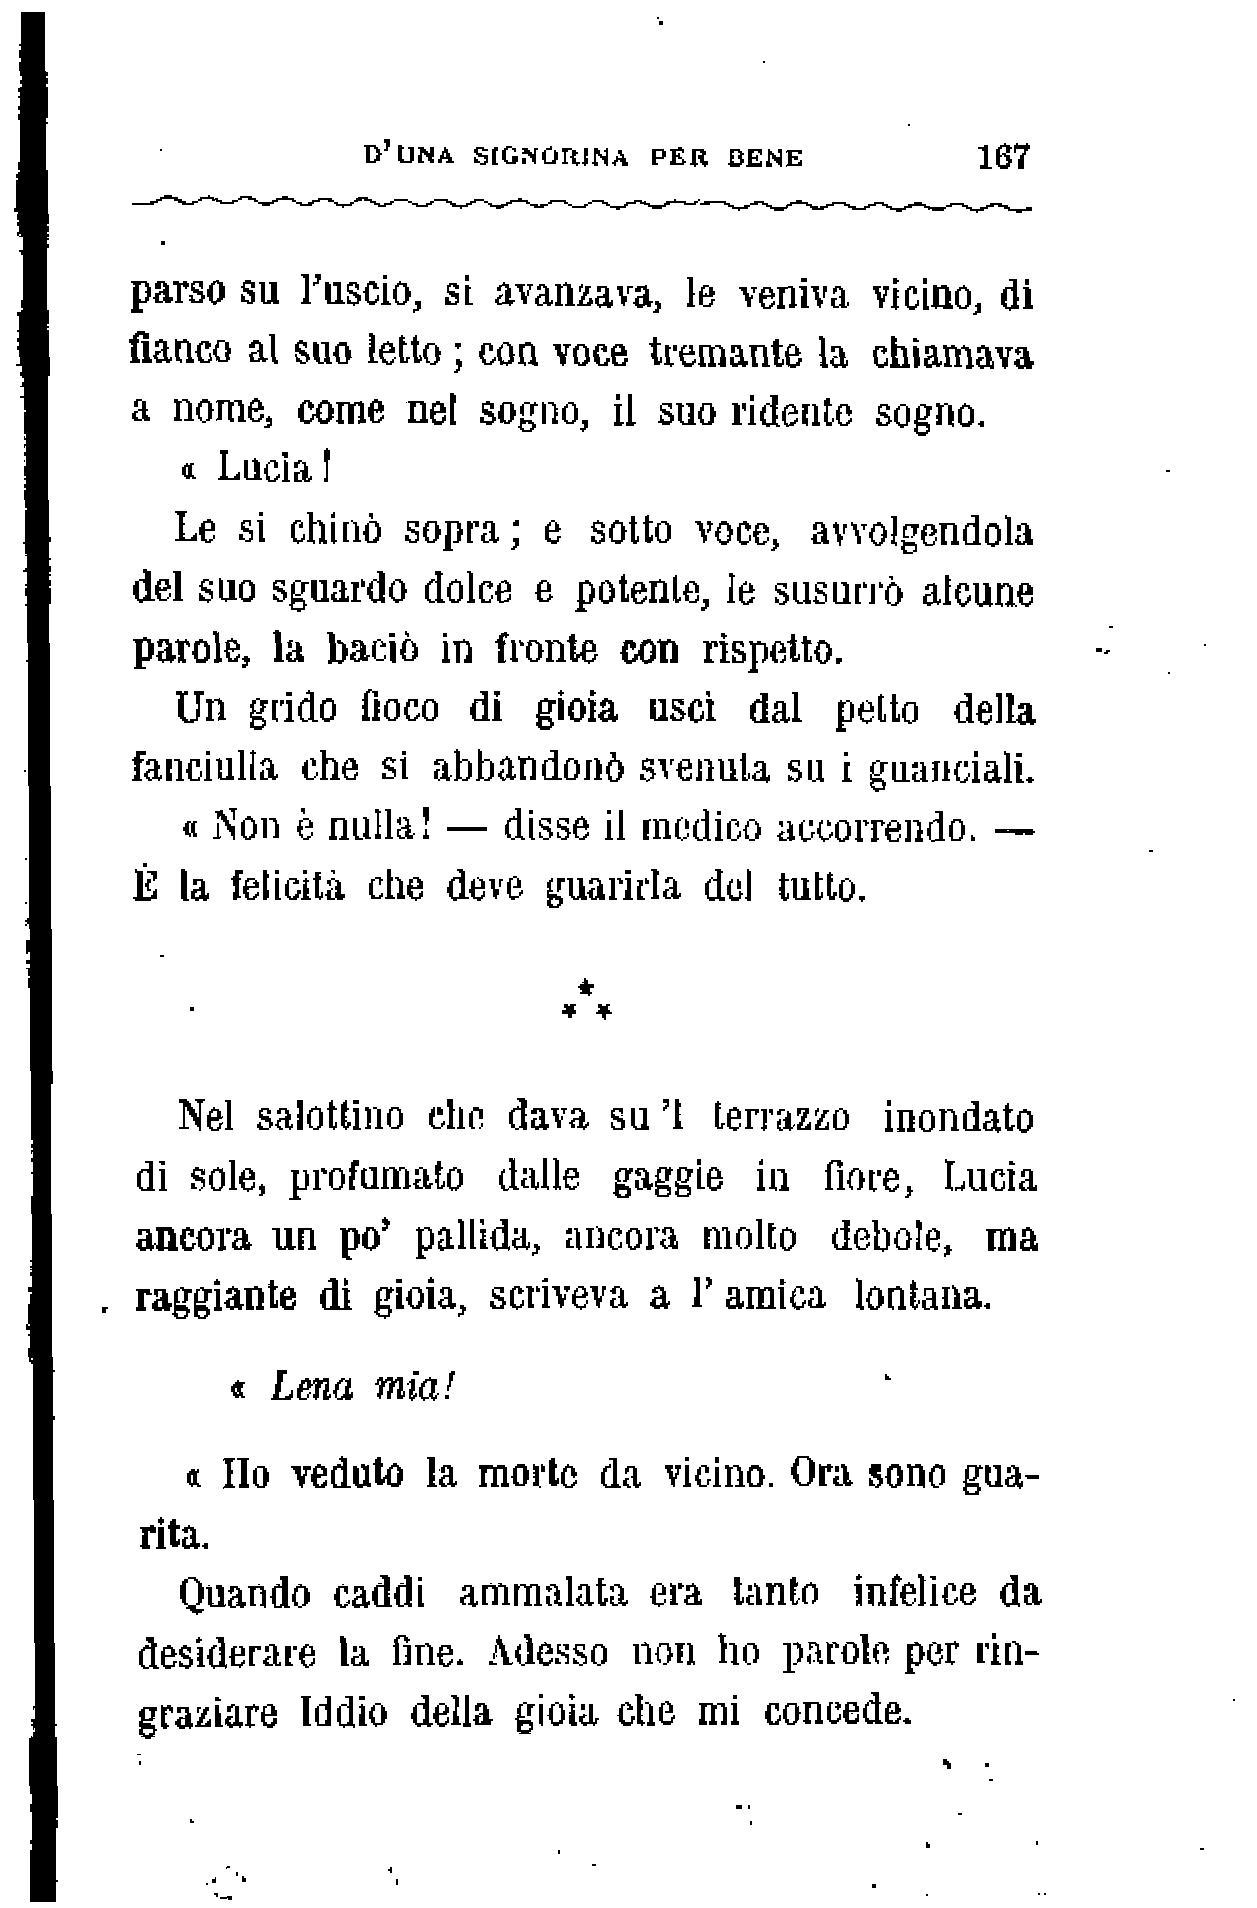 D'UNA SIGNORINA PER BENE 167
parso su l'uscio, si avanzava, le veniva vicino, di
fianco al suo letto ; con voce tremante la chiamava
a nome, come nel sogno, il suo ridente sogno.
« Lucia !
Le si chinò sopra ; e sotto voce, avvolgendola
del suo sguardo dolce e potente, le susurrò alcune
parole, la baciò in fronte con rispetto.
Un grido fioco di gioia uscì dal petto della
fanciulla che si abbandonò svenuta su i guanciali.
« Non è nulla! — disse il medico accorrendo. —
È la felicità che deve guarirla del tutto.
*
* *
Nel salottino che dava su 'l terrazzo inondato
di sole, profumato dalle gaggie in fiore, Lucia
ancora un po' pallida, ancora molto debole, ma
raggiante di gioia, scriveva a l' amica lontana.
« Lena mia!
« Ho veduto la morte da vicino. Ora sono gua-
rita.
Quando caddi ammalata era tanto infelice da
desiderare la fine. Adesso non ho parole per rin-
graziare Iddio della gioia che mi concede.